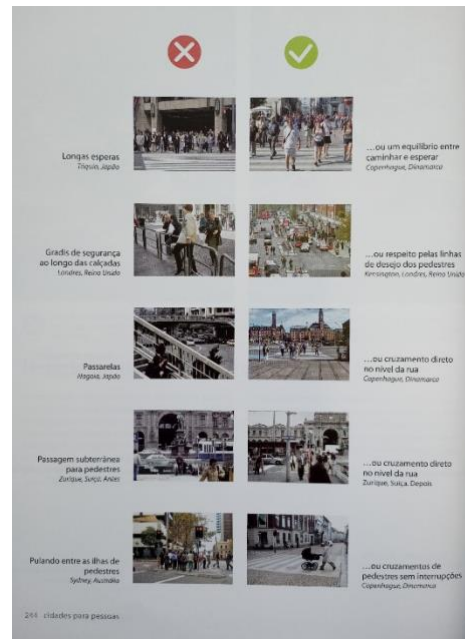 Longas esperas
Tóquio, Japão
...ou um equilíbrio entre
caminhar e esperar
Copenhague, Dinamarca
Gradis de segurança
ao longo das calçadas
Londres, Reino Unido
...ou respeito pelas linhas
de desejo dos pedestres
Kensington, Londres, Reino Unido
Passarelas
Nagoia, Japão
...ou cruzamento direto
no nível da rua
Copenhague, Dinamarca
Passagem subterrânea
para pedestres
Zurique, Suíça, Antes
...ou cruzamento direto
no nível da rua
Zurique, Suíça, Depois
Pulando entre as ilhas de
pedestres
Sydney, Austrália
...ou cruzamentos de
pedestres sem interrupções
Copenhague, Dinamarca
244 cidades para pessoas